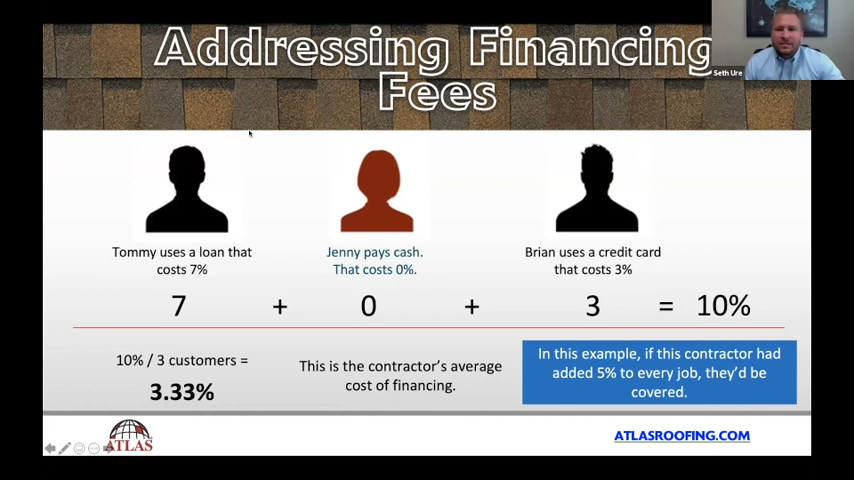 Addressing Financing
Fees
Seth Ure
Tommy uses a loan that
costs 7%
Jenny pays cash.
That costs 0%.
Brian uses a credit card
that costs 3%
7 + 0 + 3 = 10%
10% / 3 customers =
3.33%
This is the contractor's average
cost of financing.
In this example, if this contractor had
added 5% to every job, they'd be
covered.
ATLAS
ATLASROOFING.COM